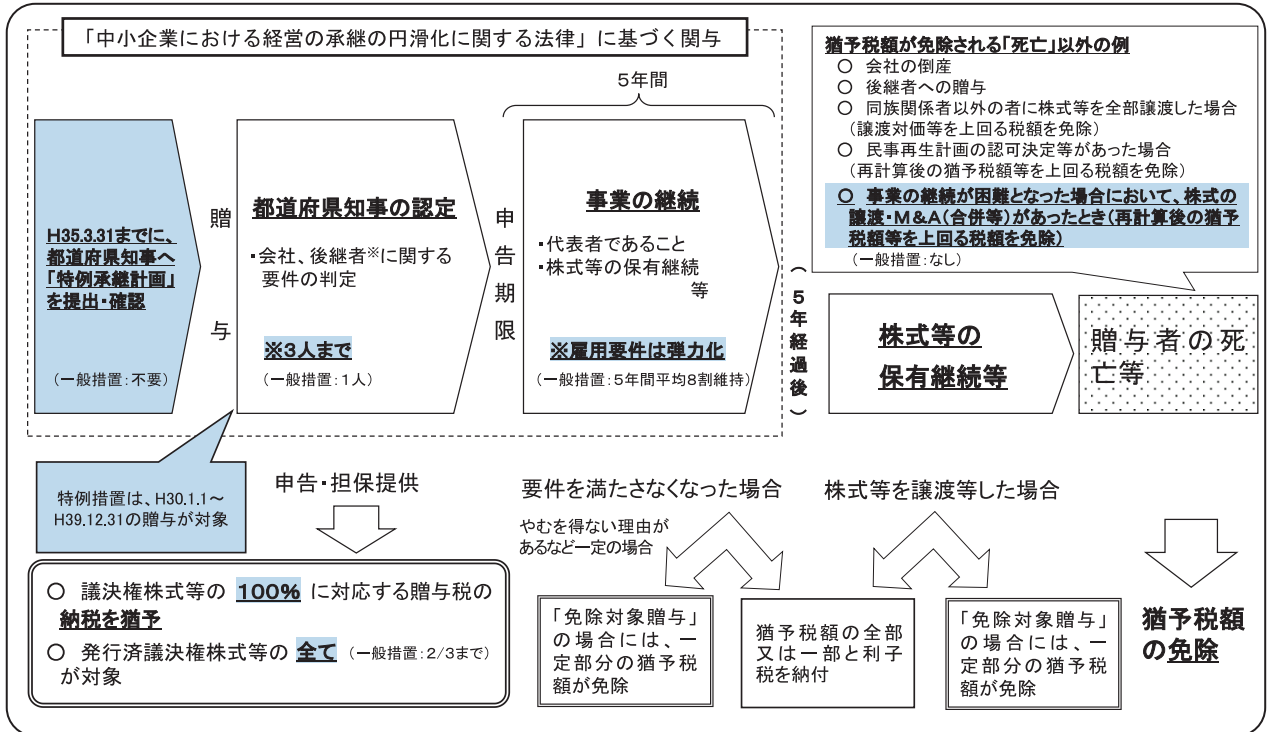 「中小企業における経営の承継の円滑化に関する法律」に基づく関与
H35.3.31までに、
都道府県知事へ
「特例承継計画」
を提出・確認
（一般措置：不要）
贈
与
都道府県知事の認定
・会社、後継者※に関する
要件の判定
※３人まで
（一般措置：１人）
申
告
期
限
５年間
事業の継続
・代表者であること
・株式等の保有継続
等
※雇用要件は弾力化
（一般措置：５年間平均８割維持）
（５年経過後）
猶予税額が免除される「死亡」以外の例
○ 会社の倒産
○ 後継者への贈与
○ 同族関係者以外の者に株式等を全部譲渡した場合
（譲渡対価等を上回る税額を免除）
○ 民事再生計画の認可決定等があった場合
（再計算後の猶予税額等を上回る税額を免除）
○ 事業の継続が困難となった場合において、株式の
譲渡・Ｍ＆Ａ（合併等）があったとき（再計算後の猶予
税額等を上回る税額を免除）
（一般措置：なし）
株式等の
保有継続等
贈与者の死
亡等
特例措置は、H30.1.1～
H39.12.31の贈与が対象
申告・担保提供
○ 議決権株式等の １００％ に対応する贈与税の
納税を猶予
○ 発行済議決権株式等の 全て （一般措置：2/3まで）
が対象
要件を満たさなくなった場合
やむを得ない理由が
あるなど一定の場合
株式等を譲渡等した場合
「免除対象贈与」
の場合には、一
定部分の猶予税
額が免除
猶予税額の全部
又は一部と利子
税を納付
「免除対象贈与」
の場合には、一
定部分の猶予税
額が免除
猶予税額
の免除